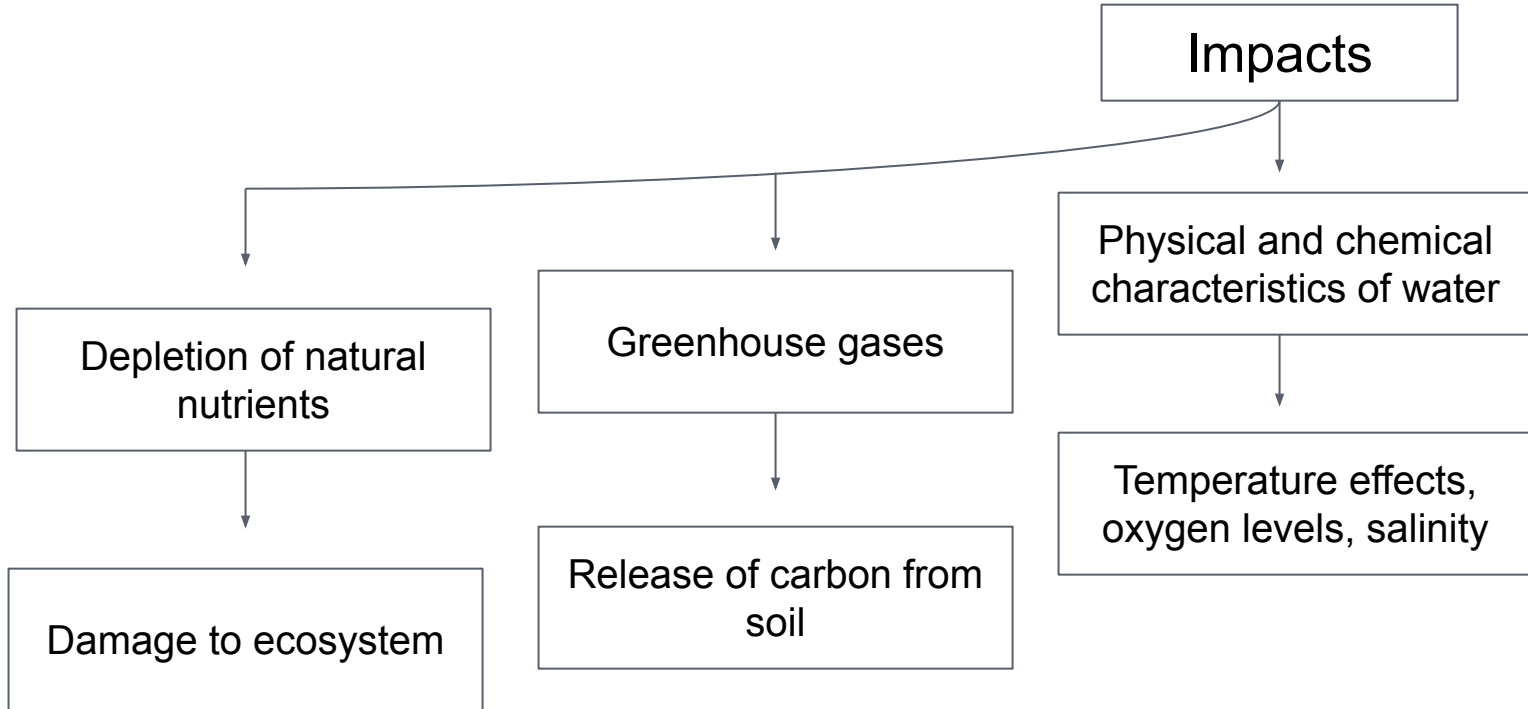 Impacts
Depletion of natural
nutrients
Damage to ecosystem
Greenhouse gases
Release of carbon from
soil
Physical and chemical
characteristics of water
Temperature effects,
oxygen levels, salinity